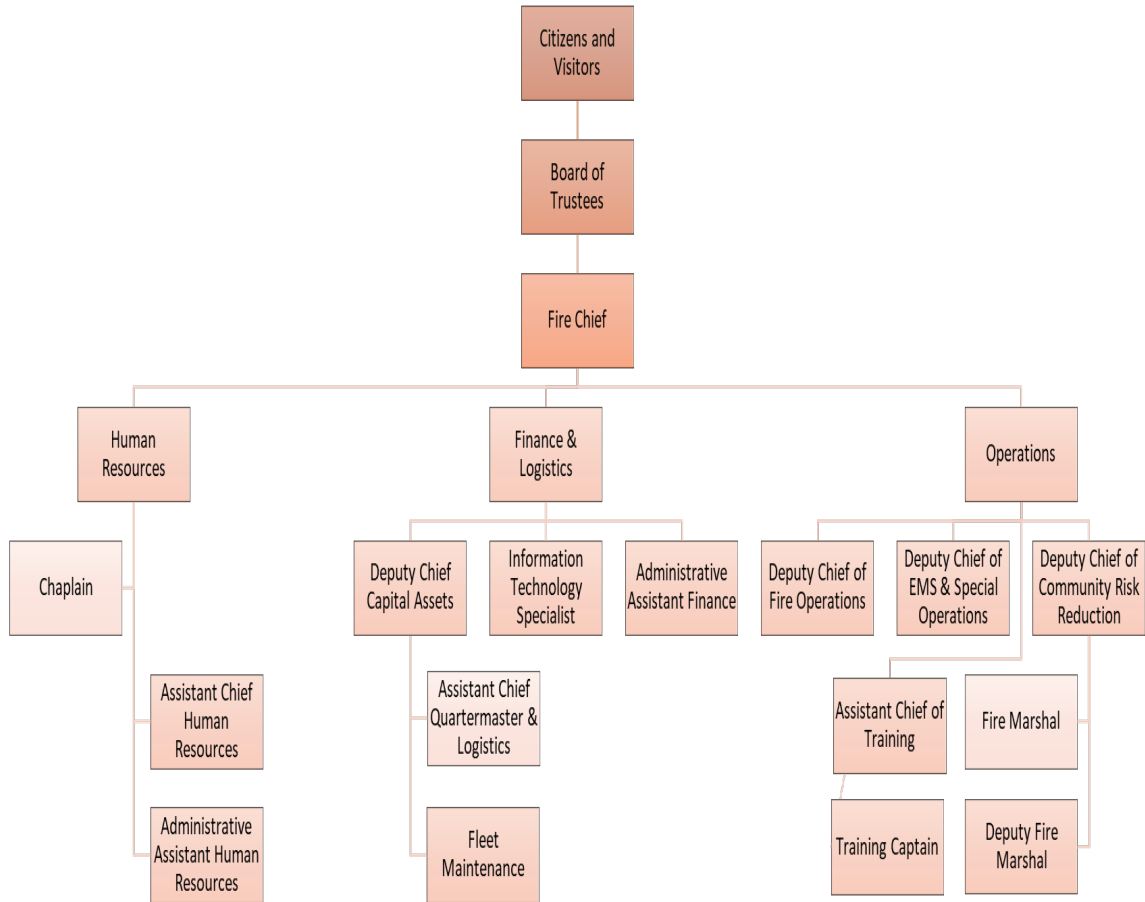 Citizens and
Visitors
Board of
Trustees
Fire Chief
Human
Resources
Finance &
Logistics
Operations
Chaplain
Deputy Chief
Capital Assets
Information
Technology
Specialist
Administrative
Assistant Finance
Deputy Chief of
Fire Operations
Deputy Chief of
EMS & Special
Operations
Deputy Chief of
Community Risk
Reduction
Assistant Chief
Human
Resources
Assistant Chief
Quartermaster &
Logistics
Assistant Chief of
Training
Fire Marshal
Administrative
Assistant Human
Resources
Fleet
Maintenance
Training Captain
Deputy Fire
Marshal